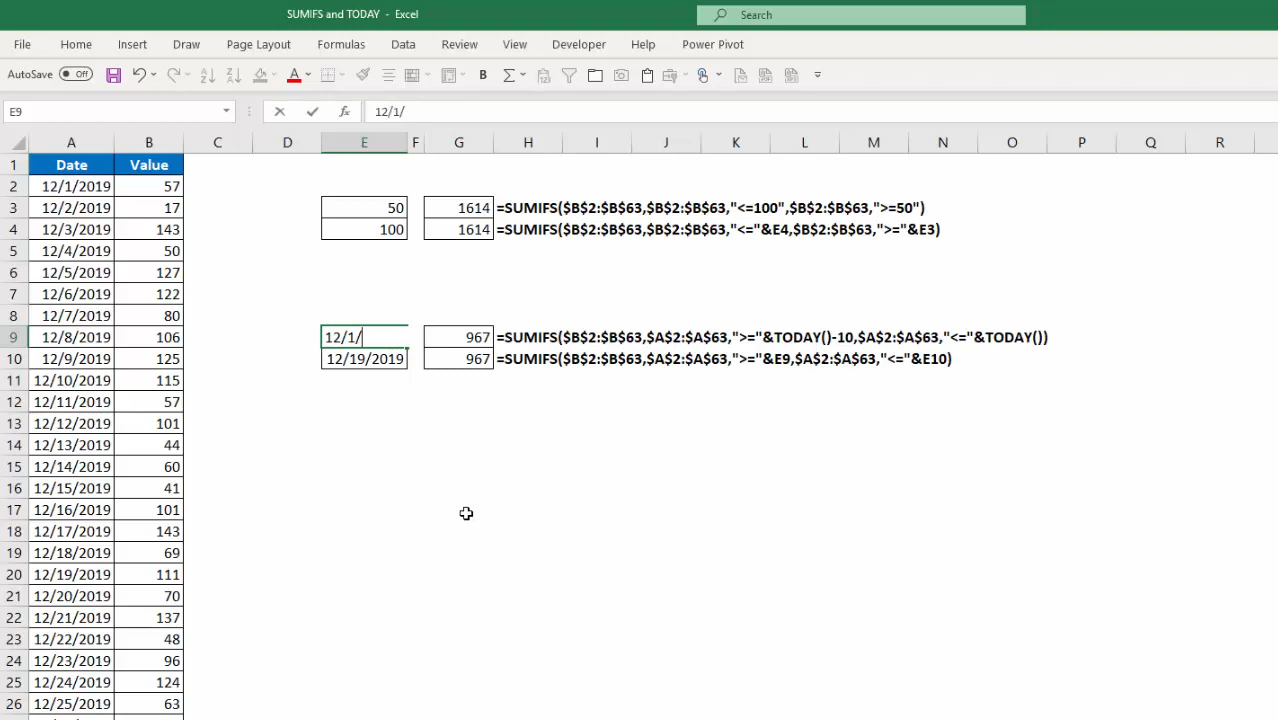 SUMIFS and TODAY - Excel
Search
File Home Insert Draw Page Layout Formulas Data Review View Developer Help Power Pivot
AutoSave Off
E9 12/1/
A B C D E F G H I J K L M N O P Q R
1 Date Value
2 12/1/2019 57
3 12/2/2019 17 50 1614 =SUMIFS($B$2:$B$63,$B$2:$B$63,"<=100",$B$2:$B$63,">=50")
4 12/3/2019 143 100 1614 =SUMIFS($B$2:$B$63,$B$2:$B$63,"<="&E4,$B$2:$B$63,">="&E3)
5 12/4/2019 50
6 12/5/2019 127
7 12/6/2019 122
8 12/7/2019 80
9 12/8/2019 106 12/1/ 967 =SUMIFS($B$2:$B$63,$A$2:$A$63,">="&TODAY()-10,$A$2:$A$63,"<="&TODAY())
10 12/9/2019 125 12/19/2019 967 =SUMIFS($B$2:$B$63,$A$2:$A$63,">="&E9,$A$2:$A$63,"<="&E10)
11 12/10/2019 115
12 12/11/2019 57
13 12/12/2019 101
14 12/13/2019 44
15 12/14/2019 60
16 12/15/2019 41
17 12/16/2019 101
18 12/17/2019 143
19 12/18/2019 69
20 12/19/2019 111
21 12/20/2019 70
22 12/21/2019 137
23 12/22/2019 48
24 12/23/2019 96
25 12/24/2019 124
26 12/25/2019 63